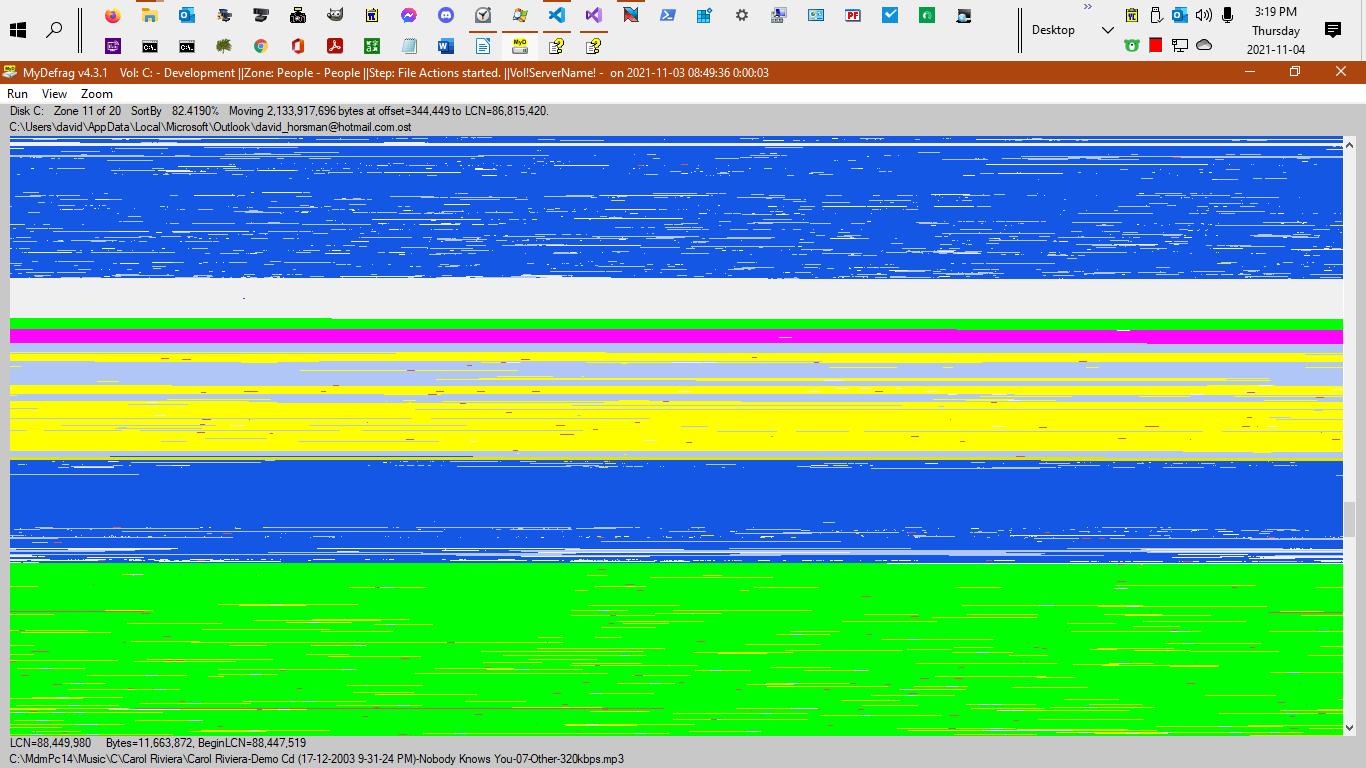 3:19 PM
Desktop
Thursday
2021-11-04
MyDefrag v4.3.1 Vol: C: - Development ||Zone: People - People ||Step: File Actions started. ||Vol!ServerName! - on 2021-11-03 08:49:36 0:00:03
Run View Zoom
Disk C: Zone 11 of 20 SortBy 82.4190% Moving 2,133,917,696 bytes at offset=344,449 to LCN=86,815,420.
C:\Users\david\AppData\Local\Microsoft\Outlook\david_horsman@hotmail.com.ost
LCN=88,449,980 Bytes=11,663,872, BeginLCN=88,447,519
C:\MdmPc14\Music\C\Carol Riviera\Carol Riviera-Demo Cd (17-12-2003 9-31-24 PM)-Nobody Knows You-07-Other-320kbps.mp3